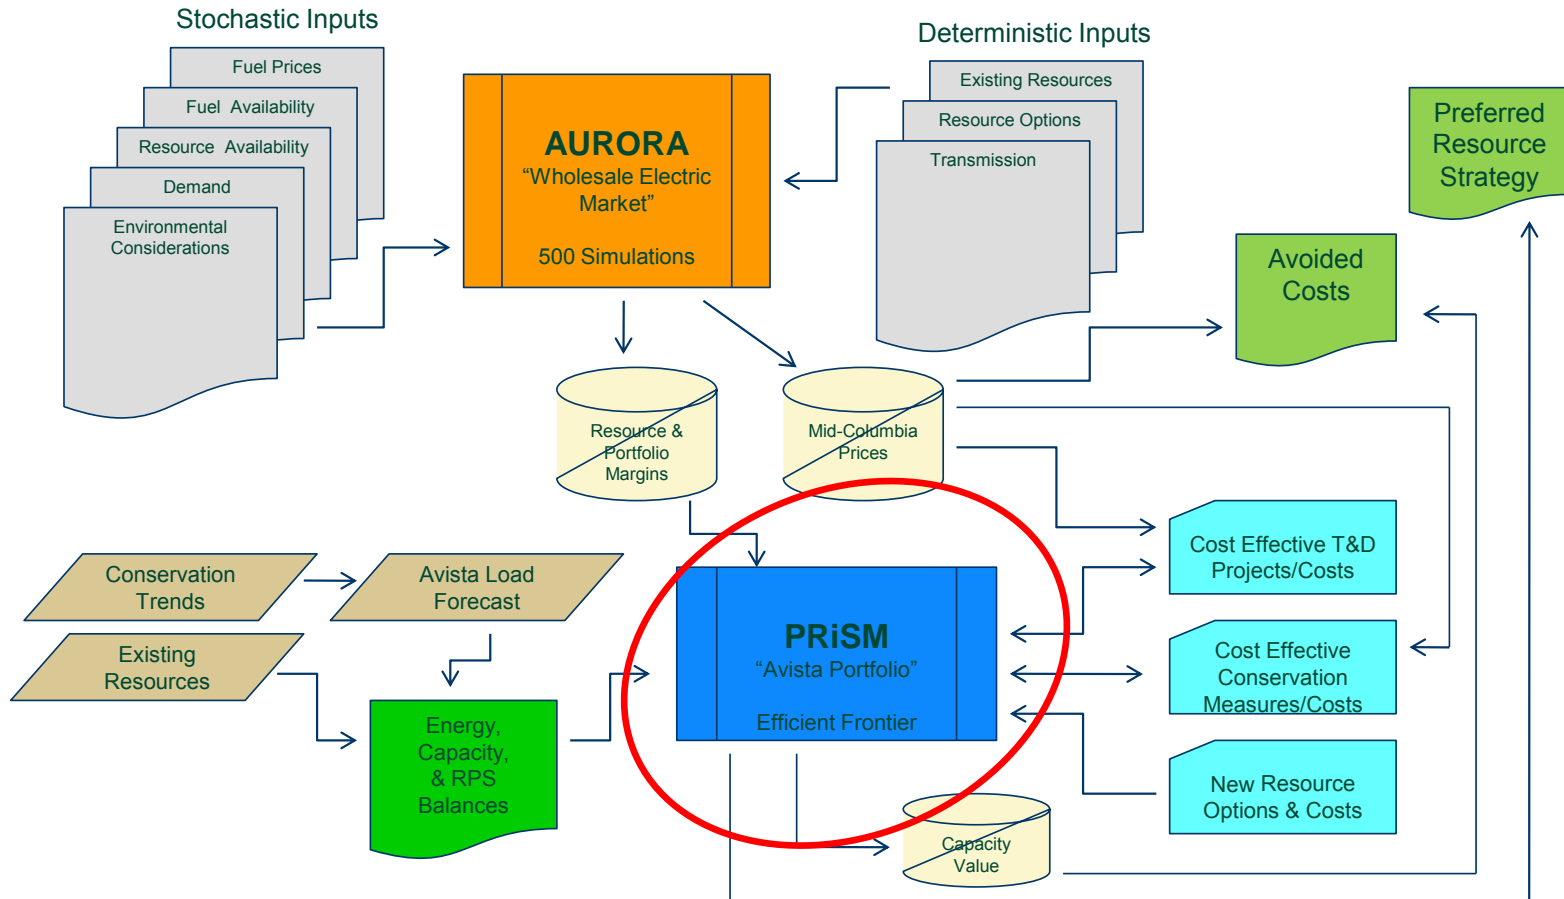 Stochastic Inputs
Deterministic Inputs
Fuel Prices
Fuel Availability
Resource Availability
Demand
Environmental
Considerations
AURORA
“Wholesale Electric
Market”
500 Simulations
Existing Resources
Resource Options
Transmission
Preferred
Resource
Strategy
Avoided
Costs
Resource &
Portfolio
Margins
Mid-Columbia
Prices
Conservation
Trends
Avista Load
Forecast
Existing
Resources
Energy,
Capacity,
& RPS
Balances
PRiSM
“Avista Portfolio”
Efficient Frontier
Cost Effective T&D
Projects/Costs
Cost Effective
Conservation
Measures/Costs
New Resource
Options & Costs
Capacity
Value